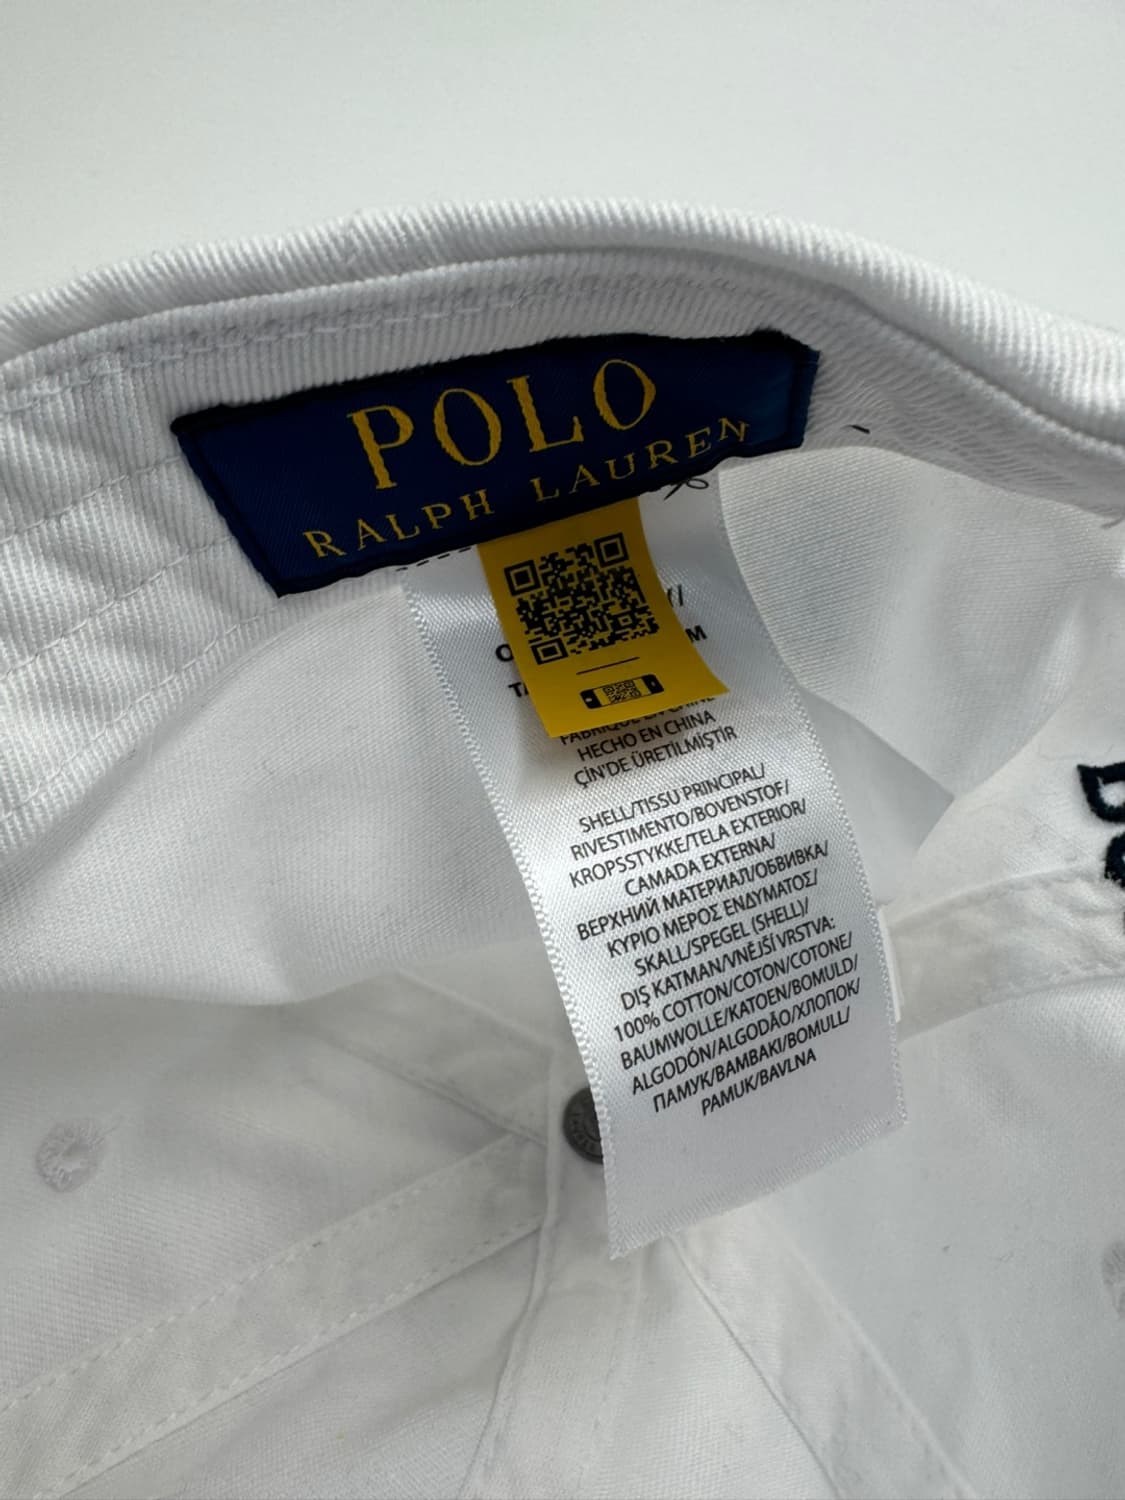 POLO
RALPH LAUREN
HECHO EN CHINA
ÇİN'DE ÜRETİLMİŞTİR
SHELL/TISSU PRINCIPAL/
RIVESTIMENTO/BOVENSTOF/
KROPSSTYKKE/TELA EXTERIOR/
CAMADA EXTERNA/
ВЕРХНИЙ МАТЕРИАЛ/ОБВИВКА/
ΚΥΡΙΟ ΜΕΡΟΣ ΕΝΔΥΜΑΤΟΣ/
SKALL/SPEGEL (SHELL)/
DIŞ KATMAN/VNĚJŠÍ VRSTVA:
100% COTTON/COTON/COTONE/
BAUMWOLLE/KATOEN/BOMULD/
ALGODÓN/ALGODÃO/ХЛОПОК/
ПАМУК/BAMBAKI/BOMULL/
PAMUK/BAVLNA